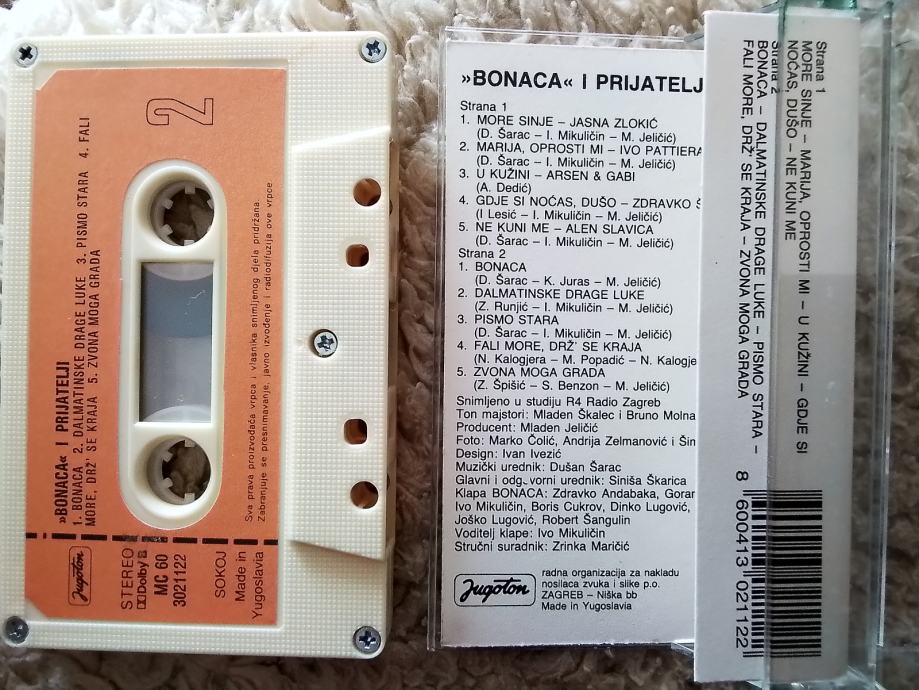 2
»BONACA« I PRIJATELJI
1. BONACA 2. DALMATINSKE DRAGE LUKE 3. PISMO STARA 4. FALI
MORE, DRŽ' SE KRAJA 5. ZVONA MOGA GRADA
Sva prava proizvođača vrpca i vlasnika snimljenog djela pridržana.
Zabranjuje se presnimavanje, javno izvođenje i radiodifuzija ove vrpce
Jugoton
STEREO
Dolby B
MC 60
3021122
SOKOJ
Made in
Yugoslavia
»BONACA« I PRIJATELJ
Strana 1
1. MORE SINJE – JASNA ZLOKIĆ
(D. Šarac – I. Mikuličin – M. Jeličić)
2. MARIJA, OPROSTI MI – IVO PATTIERA
(D. Šarac – I. Mikuličin – M. Jeličić)
3. U KUŽINI – ARSEN & GABI
(A. Dedić)
4. GDJE SI NOĆAS, DUŠO – ZDRAVKO Š
(I Lesić – I. Mikuličin – M. Jeličić)
5. NE KUNI ME – ALEN SLAVICA
(D. Šarac – I. Mikuličin – M. Jeličić)
Strana 2
1. BONACA
(D. Šarac – K. Juras – M. Jeličić)
2. DALMATINSKE DRAGE LUKE
(Z. Runjić – I. Mikuličin – M. Jeličić)
3. PISMO STARA
(D. Šarac – I. Mikuličin – M. Jeličić)
4. FALI MORE, DRŽ' SE KRAJA
(N. Kalogjera – M. Popadić – N. Kalogje
5. ZVONA MOGA GRADA
(Z. Špišić – S. Benzon – M. Jeličić)
Snimljeno u studiju R4 Radio Zagreb
Ton majstori: Mladen Škalec i Bruno Molna
Producent: Mladen Jeličić
Foto: Marko Čolić, Andrija Zelmanović i Šin
Design: Ivan Ivezić
Muzički urednik: Dušan Šarac
Glavni i odgovorni urednik: Siniša Škarica
Klapa BONACA: Zdravko Andabaka, Goran
Ivo Mikuličin, Boris Cukrov, Dinko Lugović,
Joško Lugović, Robert Šangulin
Voditelj klape: Ivo Mikuličin
Stručni suradnik: Zrinka Maričić
Jugoton
radna organizacija za nakladu
nosilaca zvuka i slike p.o.
ZAGREB – Niška bb
Made in Yugoslavia
Strana 1
MORE SINJE – MARIJA, OPROSTI MI – U KUŽINI – GDJE SI
NOĆAS, DUŠO – NE KUNI ME
Strana 2
BONACA – DALMATINSKE DRAGE LUKE – PISMO STARA –
FALI MORE, DRŽ' SE KRAJA – ZVONA MOGA GRADA
8 600413 021122